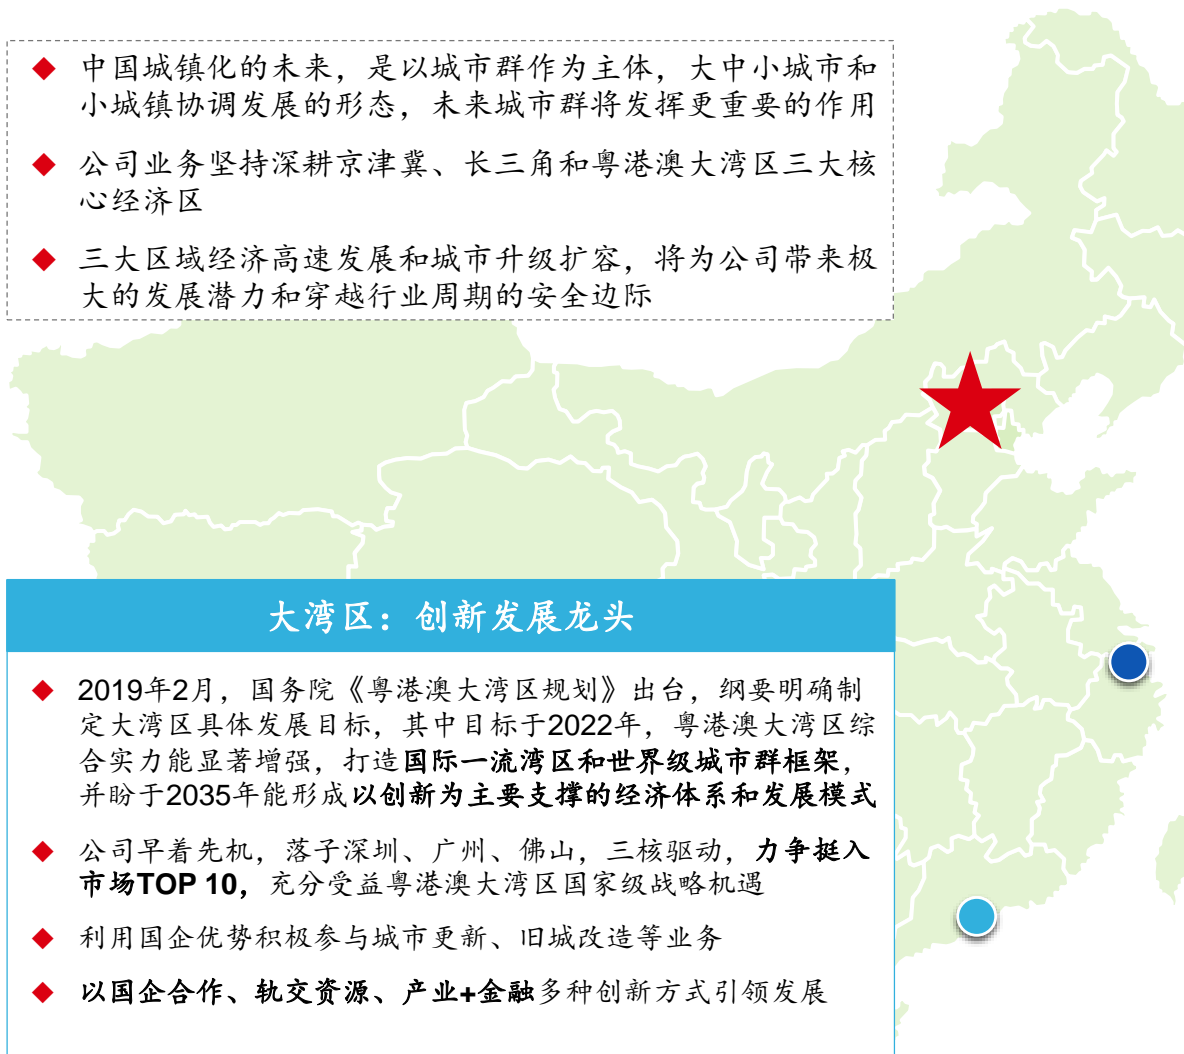 ◆ 中国城镇化的未来，是以城市群作为主体，大中小城市和
小城镇协调发展的形态，未来城市群将发挥更重要的作用
◆ 公司业务坚持深耕京津冀、长三角和粤港澳大湾区三大核
心经济区
◆ 三大区域经济高速发展和城市升级扩容，将为公司带来极
大的发展潜力和穿越行业周期的安全边际
大湾区：创新发展龙头
◆ 2019年2月，国务院《粤港澳大湾区规划》出台，纲要明确制
定大湾区具体发展目标，其中目标于2022年，粤港澳大湾区综
合实力能显著增强，打造国际一流湾区和世界级城市群框架，
并盼于2035年能形成以创新为主要支撑的经济体系和发展模式
◆ 公司早着先机，落子深圳、广州、佛山，三核驱动，力争挺入
市场TOP 10，充分受益粤港澳大湾区国家级战略机遇
◆ 利用国企优势积极参与城市更新、旧城改造等业务
◆ 以国企合作、轨交资源、产业+金融多种创新方式引领发展